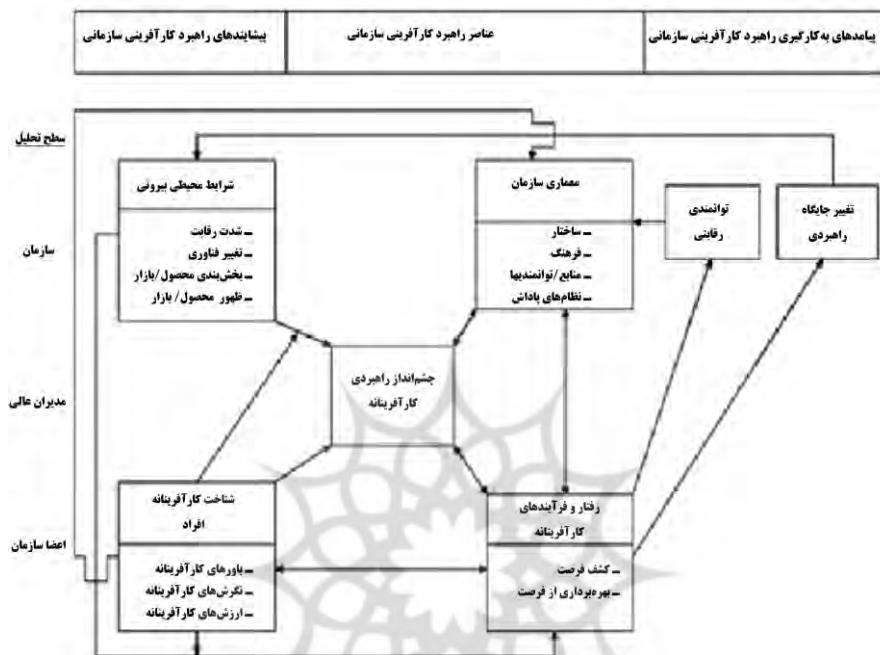 پیشایندهای راهبرد کارآفرینی سازمانی
عناصر راهبرد کارآفرینی سازمانی
پیامدهای به‌کارگیری راهبرد کارآفرینی سازمانی
سطح تحلیل
سازمان
مدیران عالی
اعضا سازمان
شرایط محیطی بیرونی
ـ شدت رقابت
ـ تغییر فناوری
ـ بخش‌بندی محصول/بازار
ـ ظهور محصول/ بازار
معماری سازمان
ـ ساختار
ـ فرهنگ
ـ منابع/توانمندیها
ـ نظام‌های پاداش
توانمندی
رقابتی
تغییر جایگاه
راهبردی
چشم‌انداز راهبردی
کارآفرینانه
شناخت کارآفرینانه
افراد
ـ باورهای کارآفرینانه
ـ نگرش‌های کارآفرینانه
ـ ارزش‌های کارآفرینانه
رفتار و فرآیندهای
کارآفرینانه
ـ کشف فرصت
ـ بهره‌برداری از فرصت